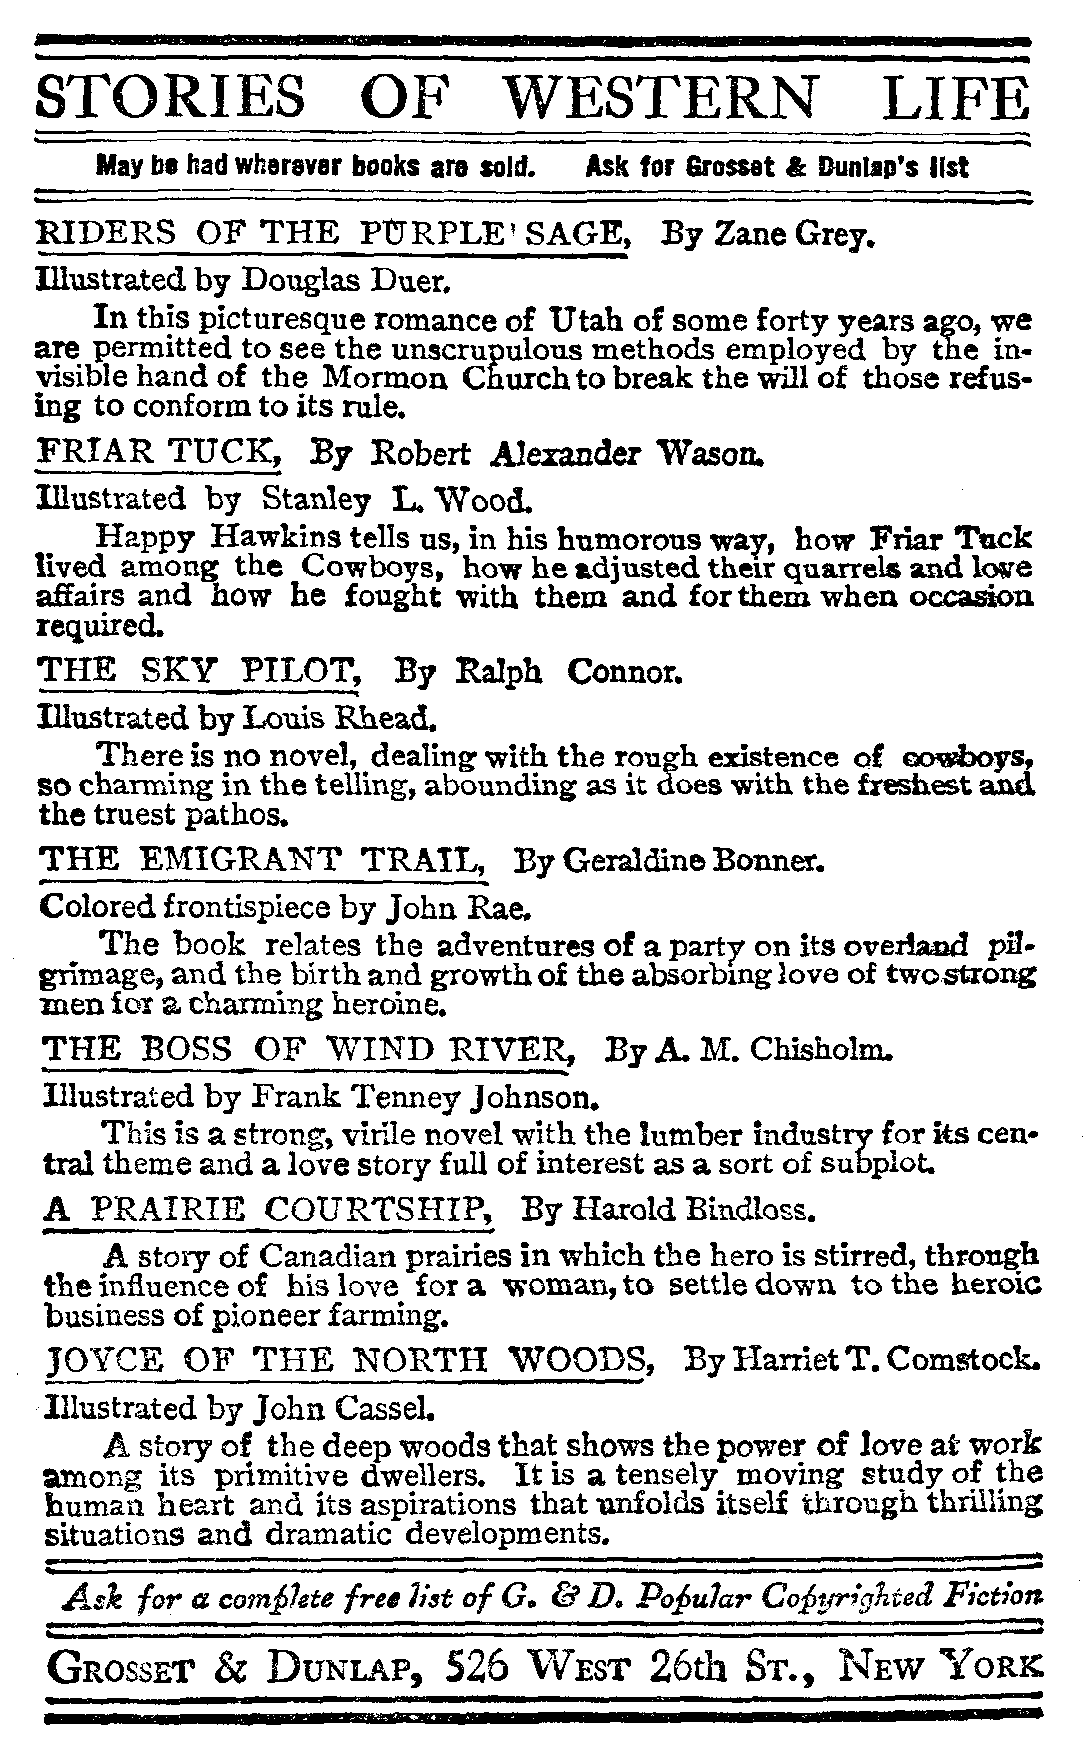 STORIES OF WESTERN LIFE
May be had wherever books are sold. Ask for Grosset & Dunlap's list
RIDERS OF THE PURPLE SAGE, By Zane Grey.
Illustrated by Douglas Duer.
In this picturesque romance of Utah of some forty years ago, we
are permitted to see the unscrupulous methods employed by the in-
visible hand of the Mormon Church to break the will of those refus-
ing to conform to its rule.
FRIAR TUCK, By Robert Alexander Wason.
Illustrated by Stanley L. Wood.
Happy Hawkins tells us, in his humorous way, how Friar Tuck
lived among the Cowboys, how he adjusted their quarrels and love
affairs and how he fought with them and for them when occasion
required.
THE SKY PILOT, By Ralph Connor.
Illustrated by Louis Rhead.
There is no novel, dealing with the rough existence of cowboys,
so charming in the telling, abounding as it does with the freshest and
the truest pathos.
THE EMIGRANT TRAIL, By Geraldine Bonner.
Colored frontispiece by John Rae.
The book relates the adventures of a party on its overland pil-
grimage, and the birth and growth of the absorbing love of two strong
men for a charming heroine.
THE BOSS OF WIND RIVER, By A. M. Chisholm.
Illustrated by Frank Tenney Johnson.
This is a strong, virile novel with the lumber industry for its cen-
tral theme and a love story full of interest as a sort of subplot.
A PRAIRIE COURTSHIP, By Harold Bindloss.
A story of Canadian prairies in which the hero is stirred, through
the influence of his love for a woman, to settle down to the heroic
business of pioneer farming.
JOYCE OF THE NORTH WOODS, By Harriet T. Comstock.
Illustrated by John Cassel.
A story of the deep woods that shows the power of love at work
among its primitive dwellers. It is a tensely moving study of the
human heart and its aspirations that unfolds itself through thrilling
situations and dramatic developments.
Ask for a complete free list of G. & D. Popular Copyrighted Fiction
GROSSET & DUNLAP, 526 WEST 26th ST., NEW YORK